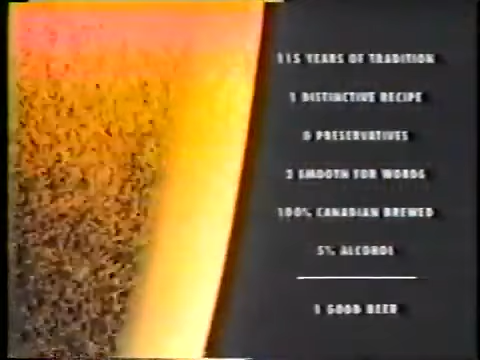 115 YEARS OF TRADITION
1 DISTINCTIVE RECIPE
0 PRESERVATIVES
2 SMOOTH FOR WORDS
100% CANADIAN BREWED
5% ALCOHOL
1 GOOD BEER